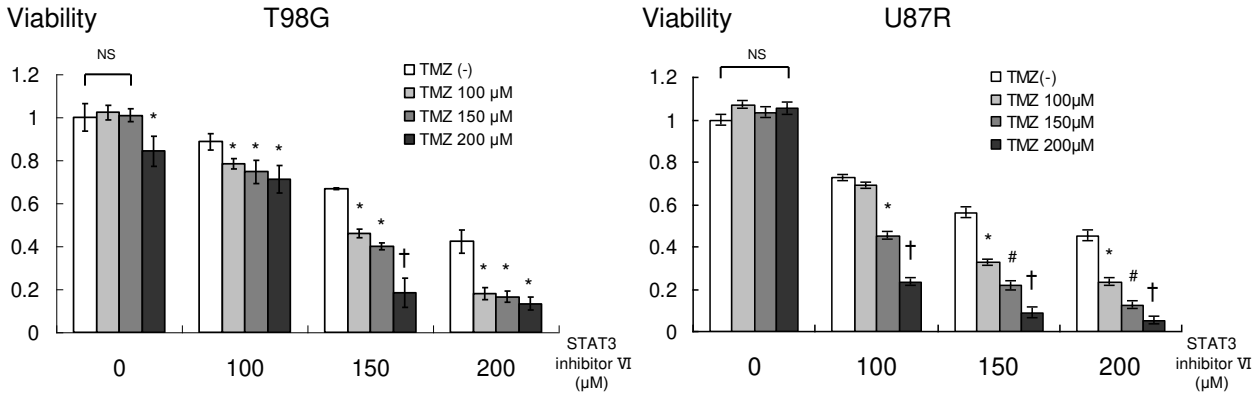 Viability T98G
NS
TMZ (-)
TMZ 100 µM
TMZ 150 µM
TMZ 200 µM
1.2
1
0.8
0.6
0.4
0.2
0
*
* * *
* * †
* * *
0 100 150 200
STAT3
inhibitor Ⅵ
(µM)
Viability U87R
NS
TMZ(-)
TMZ 100µM
TMZ 150µM
TMZ 200µM
1.2
1
0.8
0.6
0.4
0.2
0
* †
* # †
* # †
0 100 150 200
STAT3
inhibitor Ⅵ
(µM)